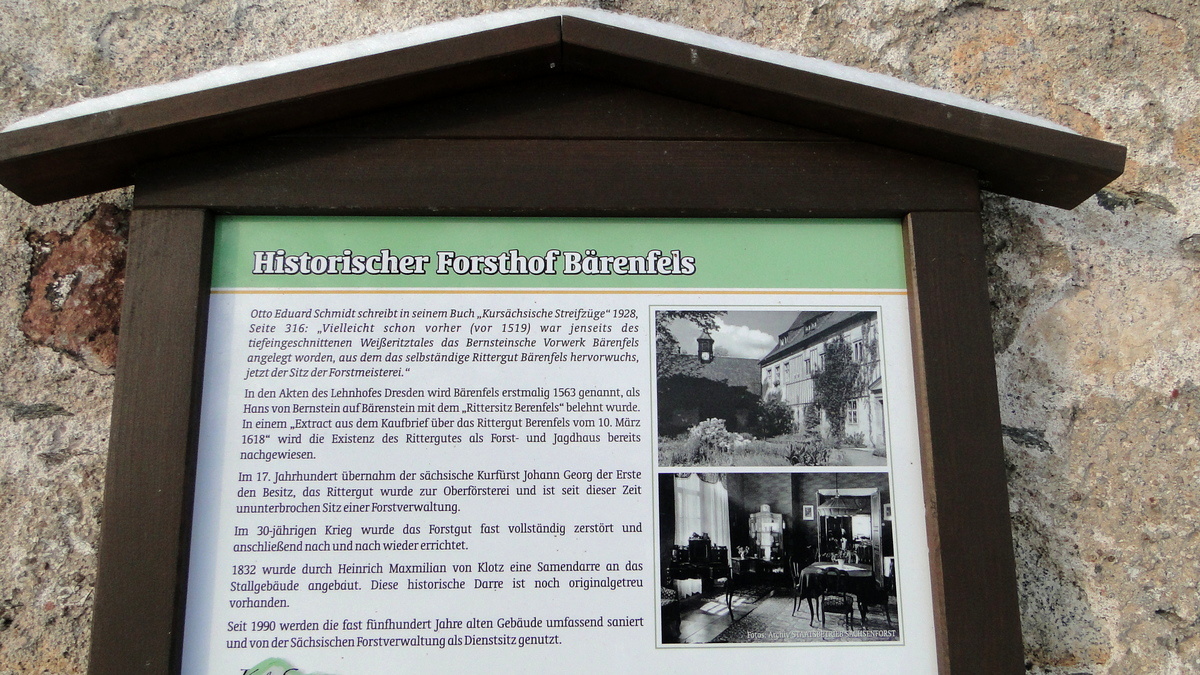 Historischer Forsthof Bärenfels
Otto Eduard Schmidt schreibt in seinem Buch „Kursächsische Streifzüge“ 1928,
Seite 316: „Vielleicht schon vorher (vor 1519) war jenseits des
tiefeingeschnittenen Weißeritztales das Bernsteinsche Vorwerk Bärenfels
angelegt worden, aus dem das selbständige Rittergut Bärenfels hervorwuchs,
jetzt der Sitz der Forstmeisterei.“
In den Akten des Lehnhofes Dresden wird Bärenfels erstmalig 1563 genannt, als
Hans von Bernstein auf Bärenstein mit dem „Rittersitz Berenfels“ belehnt wurde.
In einem „Extract aus dem Kaufbrief über das Rittergut Berenfels vom 10. März
1618“ wird die Existenz des Rittergutes als Forst- und Jagdhaus bereits
nachgewiesen.
Im 17. Jahrhundert übernahm der sächsische Kurfürst Johann Georg der Erste
den Besitz, das Rittergut wurde zur Oberförsterei und ist seit dieser Zeit
ununterbrochen Sitz einer Forstverwaltung.
Im 30-jährigen Krieg wurde das Forstgut fast vollständig zerstört und
anschließend nach und nach wieder errichtet.
1832 wurde durch Heinrich Maxmilian von Klotz eine Samendarre an das
Stallgebäude angebaut. Diese historische Darre ist noch originalgetreu
vorhanden.
Seit 1990 werden die fast fünfhundert Jahre alten Gebäude umfassend saniert
und von der Sächsischen Forstverwaltung als Dienstsitz genutzt.
Fotos: Archiv STAATSBETRIEB SACHSENFORST